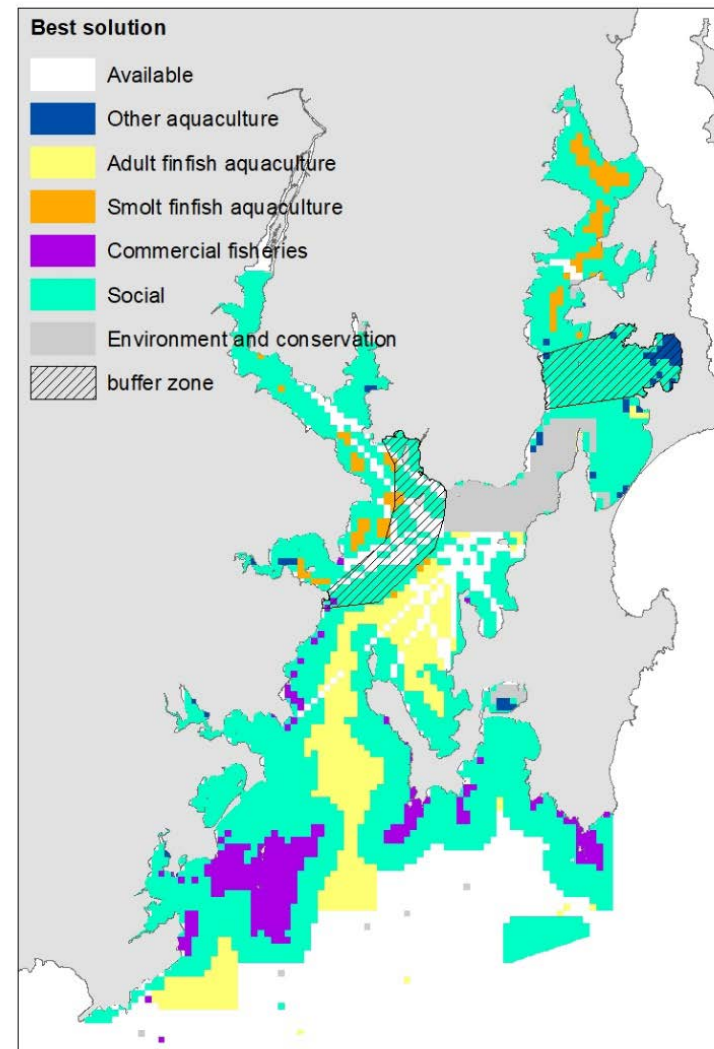 Best solution
Available
Other aquaculture
Adult finfish aquaculture
Smolt finfish aquaculture
Commercial fisheries
Social
Environment and conservation
buffer zone